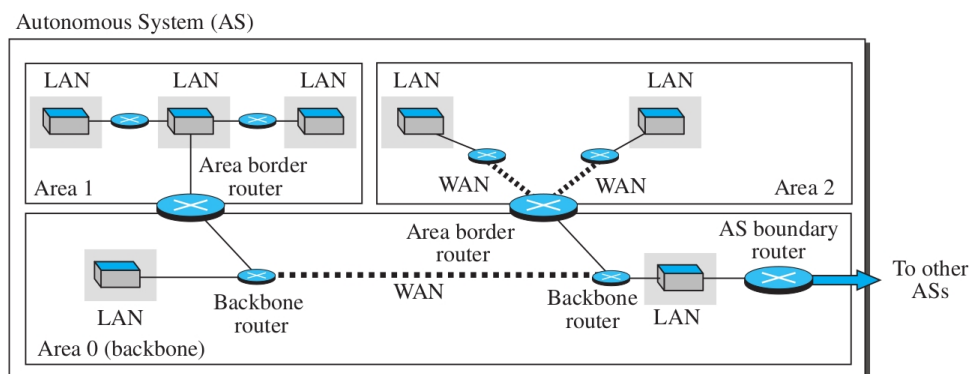 Autonomous System (AS)
LAN
LAN
LAN
Area border
router
Area 1
LAN
LAN
WAN
WAN
Area 2
Area border
router
AS boundary
router
To other
ASs
LAN
Backbone
router
WAN
Backbone
router
LAN
Area 0 (backbone)